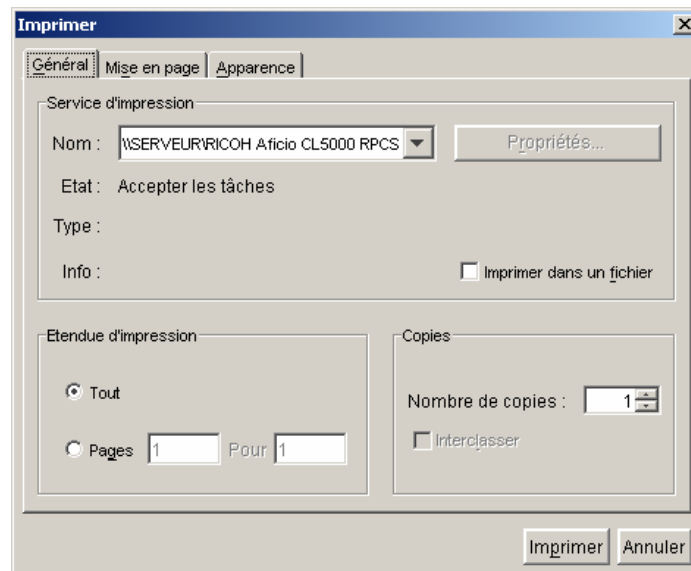 Imprimer
Général Mise en page Apparence
Service d'impression
Nom : \\SERVEUR\RICOH Aficio CL5000 RPCS Propriétés...
Etat : Accepter les tâches
Type :
Info : Imprimer dans un fichier
Etendue d'impression
Tout
Pages 1 Pour 1
Copies
Nombre de copies : 1
Interclasser
Imprimer Annuler